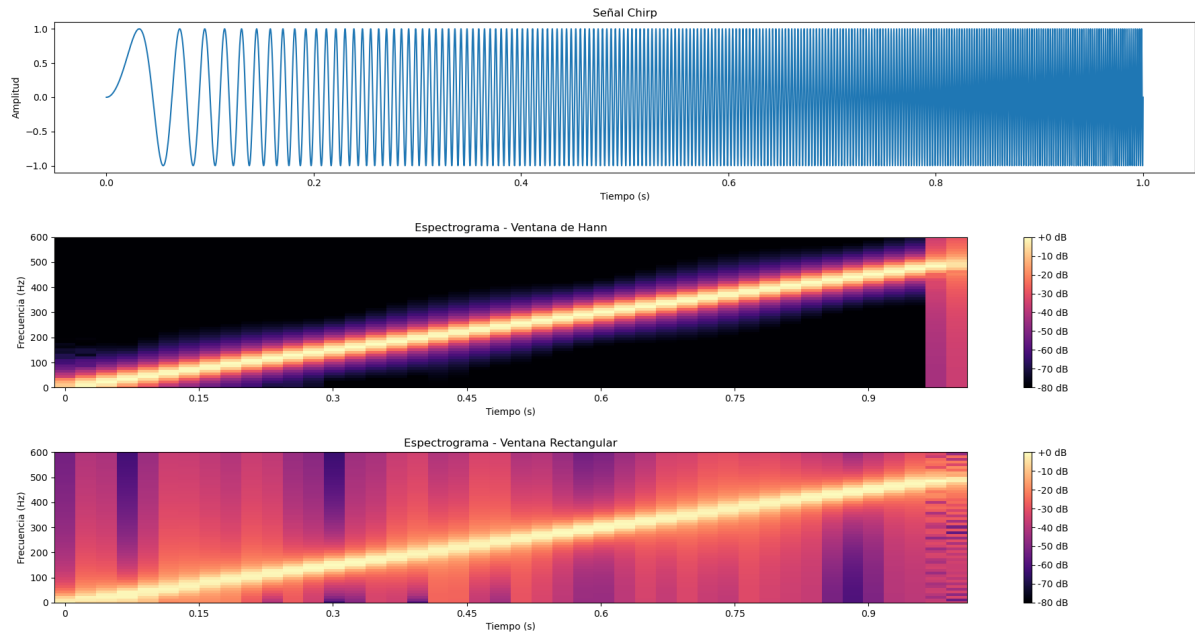 Señal Chirp
1.0
0.5
0.0
−0.5
−1.0
Amplitud
0.0
0.2
0.4
0.6
0.8
1.0
Tiempo (s)
Espectrograma - Ventana de Hann
600
500
400
300
200
100
0
Frecuencia (Hz)
0
0.15
0.3
0.45
0.6
0.75
0.9
Tiempo (s)
+0 dB
-10 dB
-20 dB
-30 dB
-40 dB
-50 dB
-60 dB
-70 dB
-80 dB
Espectrograma - Ventana Rectangular
600
500
400
300
200
100
0
Frecuencia (Hz)
0
0.15
0.3
0.45
0.6
0.75
0.9
Tiempo (s)
+0 dB
-10 dB
-20 dB
-30 dB
-40 dB
-50 dB
-60 dB
-70 dB
-80 dB